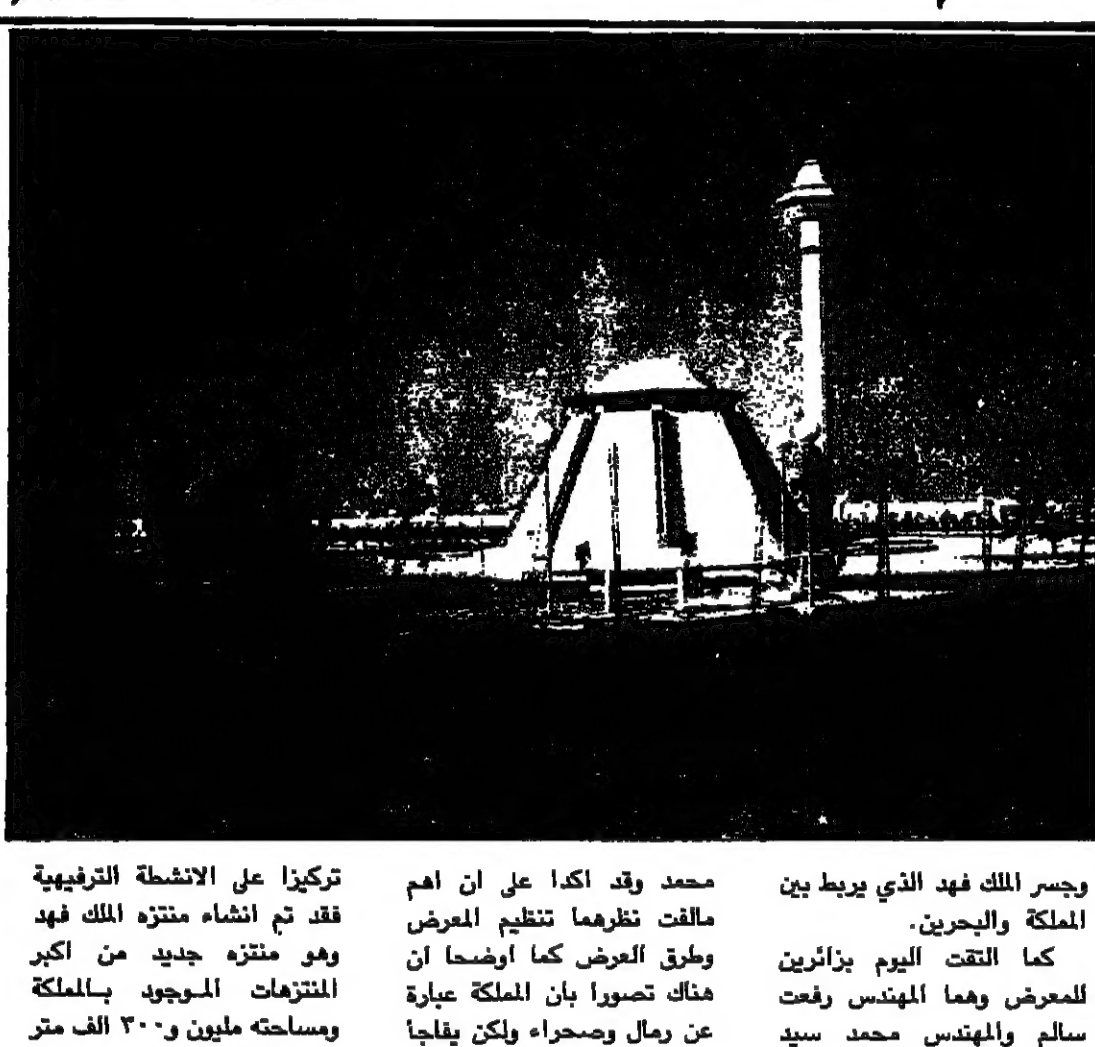 وجسر الملك فهد الذي يربط بين
المملكة والبحرين.
كما التقت اليوم بزائرين
للمعرض وهما المهندس رفعت
سالم والمهندس محمد سيد
محمد وقد اكدا على ان اهم
مالفت نظرهما تنظيم المعرض
وطرق العرض كما اوضحا ان
هناك تصورا بان المملكة عبارة
عن رمال وصحراء ولكن يفاجأ
تركيزا على الانشطة الترفيهية
فقد تم انشاء منتزه الملك فهد
وهو منتزه جديد من اكبر
المنتزهات الموجود بالمملكة
ومساحته مليون و٣٠٠ الف متر